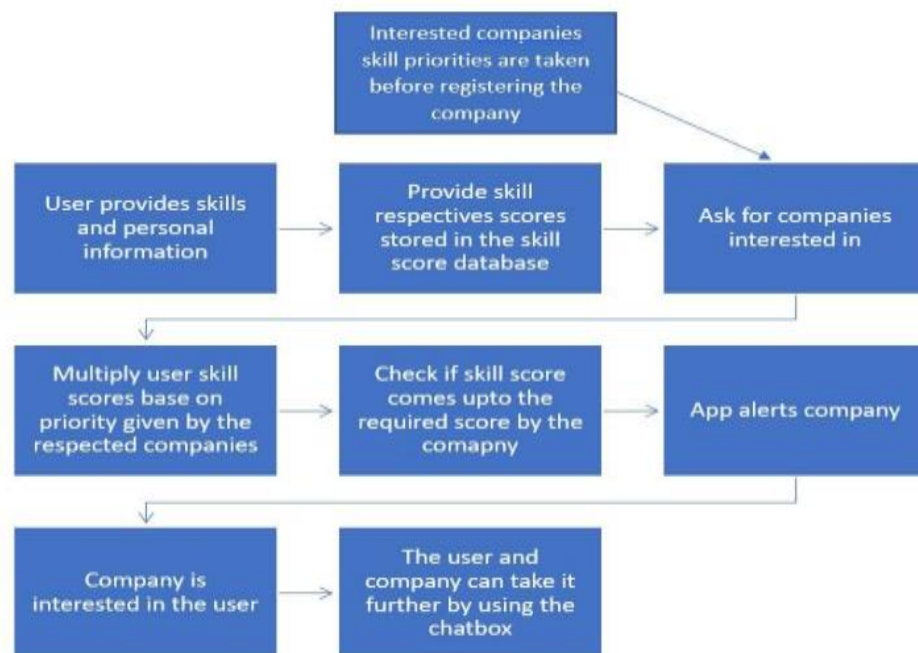 Interested companies
skill priorities are taken
before registering the
company
User provides skills
and personal
information
Provide skill
respectives scores
stored in the skill
score database
Ask for companies
interested in
Multiply user skill
scores base on
priority given by the
respected companies
Check if skill score
comes upto the
required score by the
comapny
App alerts company
Company is
interested in the user
The user and
company can take it
further by using the
chatbox